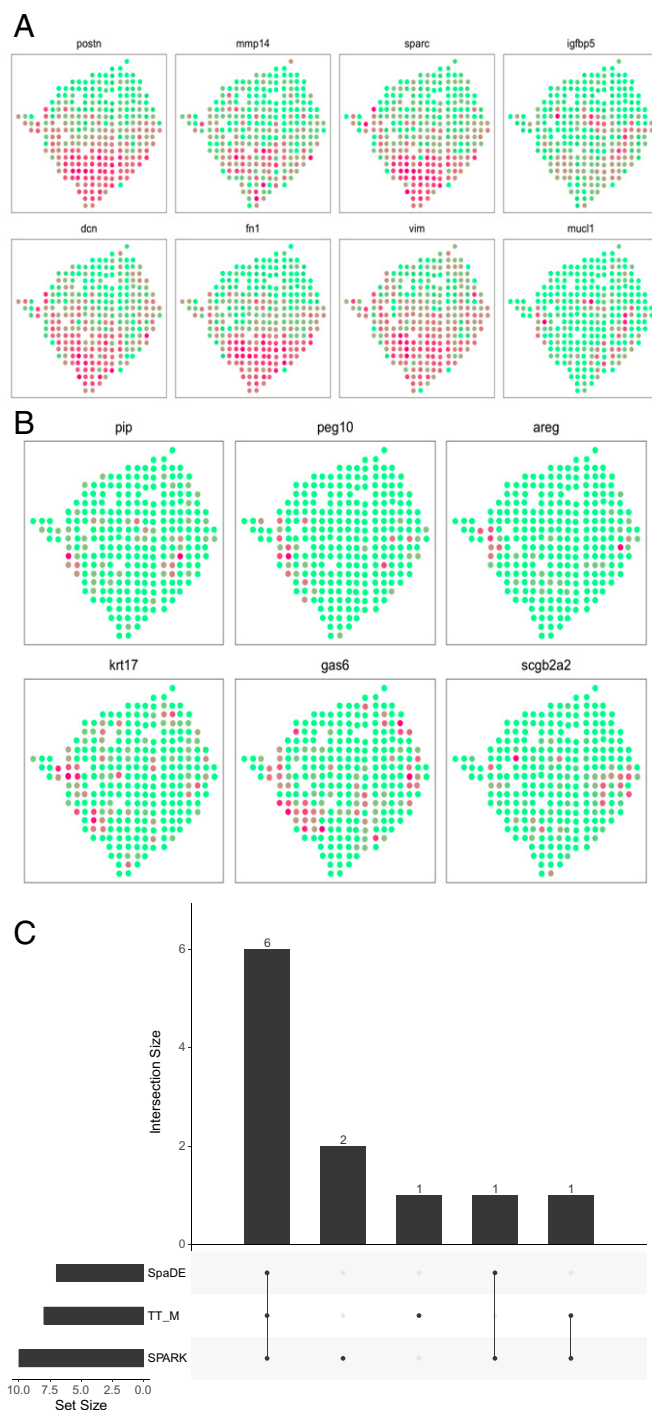 A
postn mmp14 sparc igfbp5
dcn fn1 vim mucl1
B
pip peg10 areg
krt17 gas6 scgb2a2
C
6
6
4
Intersection Size
2
2
1 1 1
0
SpaDE
TT_M
SPARK
10.0 7.5 5.0 2.5 0.0
Set Size